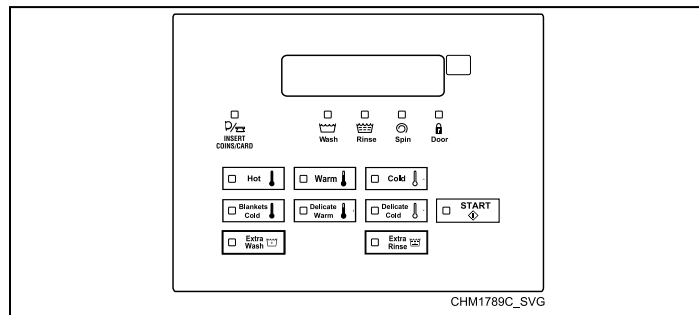 INSERT
COINS/CARD
Wash Rinse Spin Door
Hot Warm Cold
Blankets
Cold
Delicate
Warm
Delicate
Cold
START
Extra
Wash
Extra
Rinse
CHM1789C_SVG